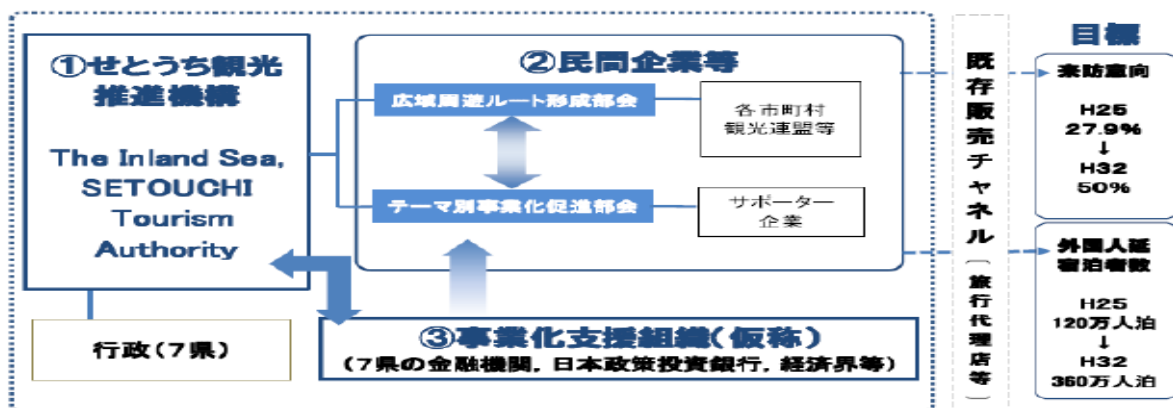 ①せとうち観光
推進機構
The Inland Sea,
SETOUCHI
Tourism
Authority
行政(7県)
②民間企業等
広域周遊ルート形成部会
各市町村
観光連盟等
テーマ別事業化促進部会
サポーター
企業
③事業化支援組織(仮称)
(7県の金融機関,日本政策投資銀行,経済界等)
既存販売チャネル(旅行代理店等)
目標
来訪意向
H25
27.9%
↓
H32
50%
外国人延
宿泊者数
H25
120万人泊
↓
H32
360万人泊